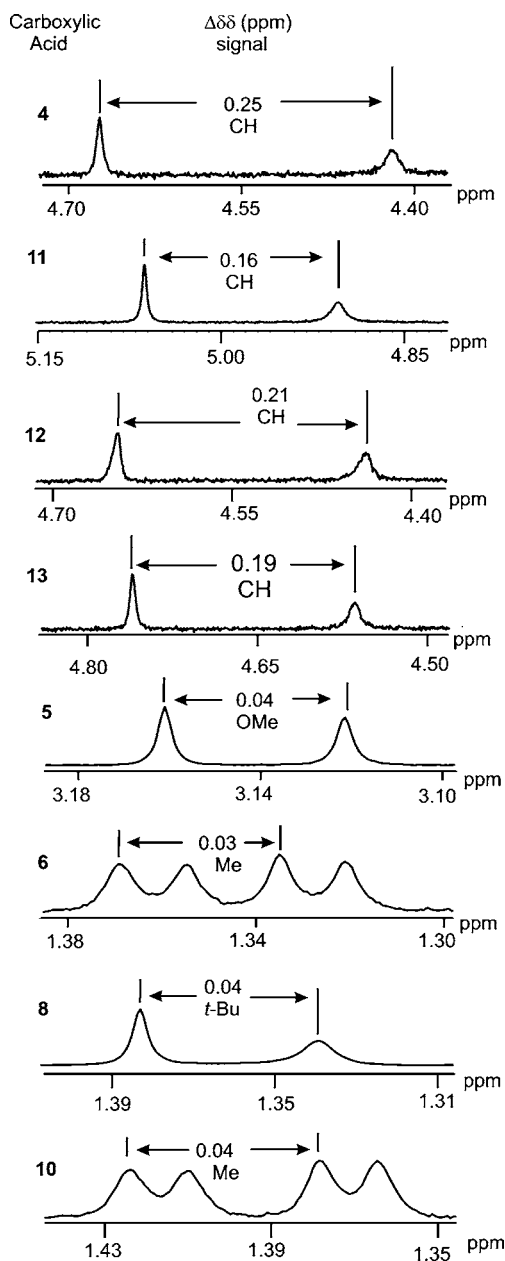 Carboxylic Δδδ (ppm)
Acid signal
4 0.25
CH
4.70 4.55 4.40 ppm
11 0.16
CH
5.15 5.00 4.85 ppm
12 0.21
CH
4.70 4.55 4.40 ppm
13 0.19
CH
4.80 4.65 4.50 ppm
5 0.04
OMe
3.18 3.14 3.10 ppm
6 0.03
Me
1.38 1.34 1.30 ppm
8 0.04
t-Bu
1.39 1.35 1.31 ppm
10 0.04
Me
1.43 1.39 1.35 ppm